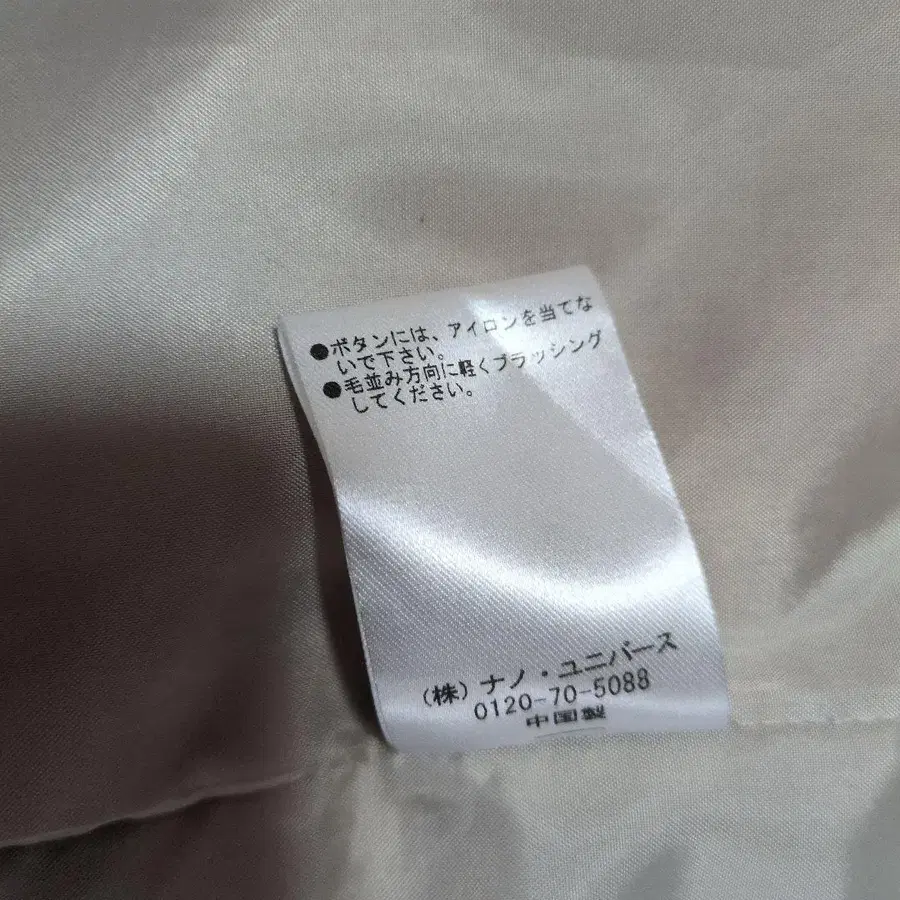 ●ボタンには、アイロンを当てな
いで下さい。
●毛並み方向に軽くブラッシング
してください。
(株)ナノ・ユニバース
0120-70-5088
中国製